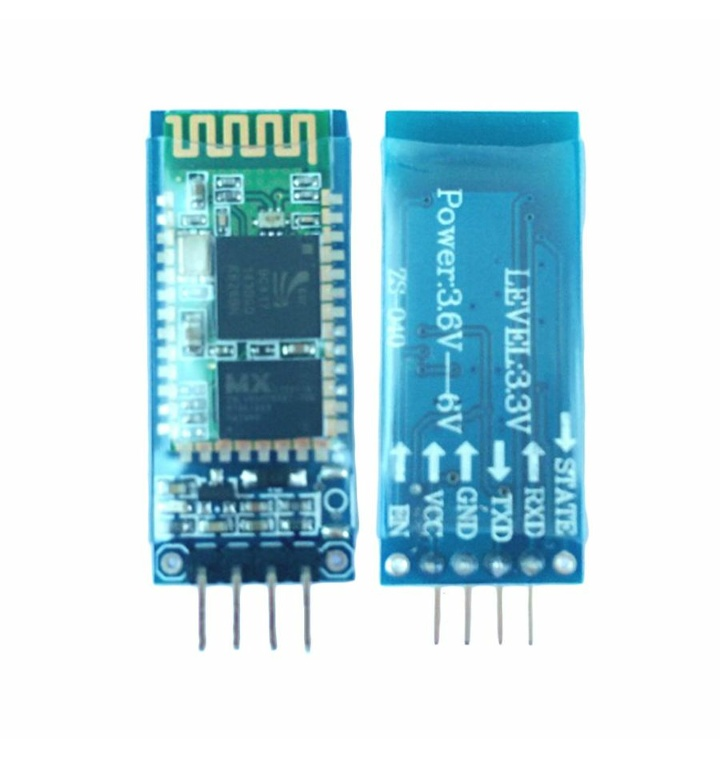 MX
Power:3.6V—6V
LEVEL:3.3V
ZS-040
EN
VCC
GND
TXD
RXD
STATE